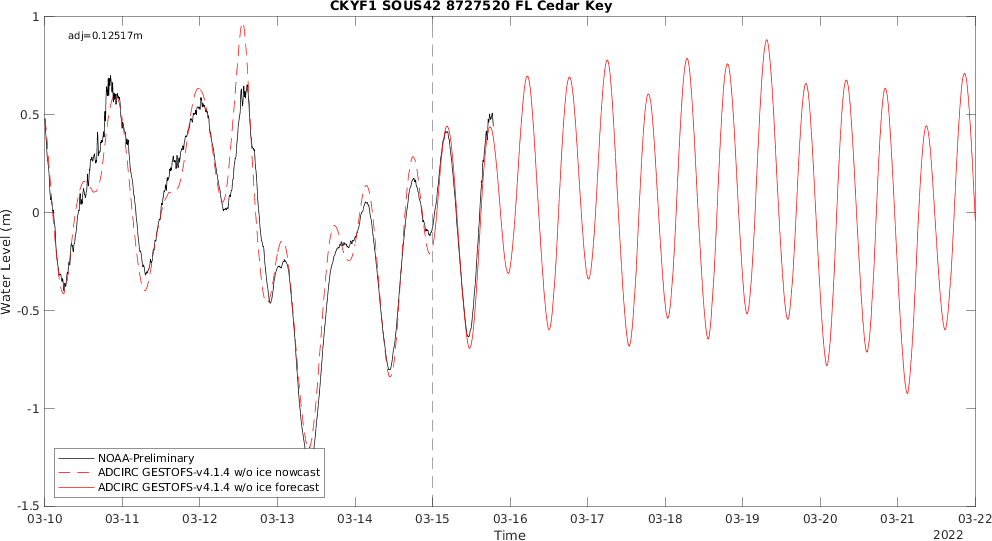 CKYF1 SOUS42 8727520 FL Cedar Key
adj=0.12517m
1
0.5
0
-0.5
-1
-1.5
Water Level (m)
NOAA-Preliminary
ADCIRC GESTOFS-v4.1.4 w/o ice nowcast
ADCIRC GESTOFS-v4.1.4 w/o ice forecast
03-10 03-11 03-12 03-13 03-14 03-15 03-16 03-17 03-18 03-19 03-20 03-21 03-22
Time
2022